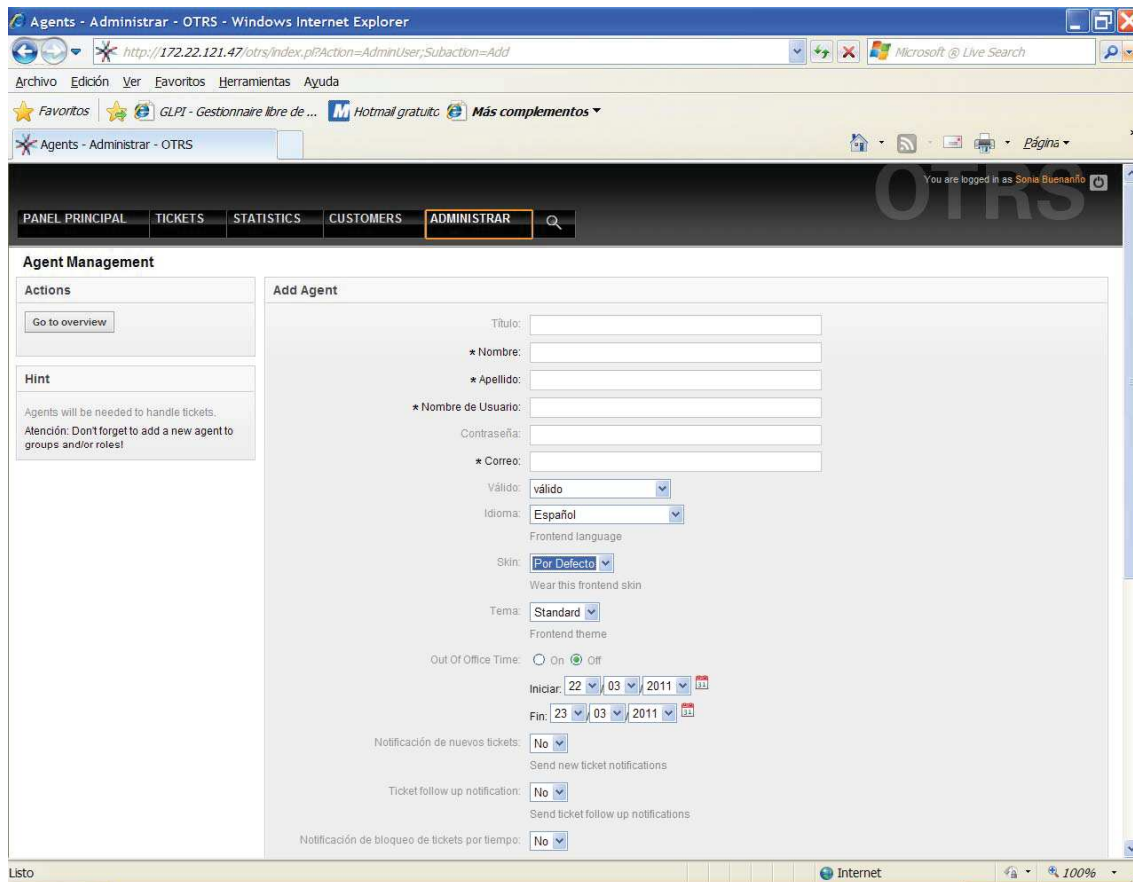 Agents - Administrar - OTRS - Windows Internet Explorer
http://172.22.121.47/otrs/index.pl?Action=AdminUser;Subaction=Add
Microsoft ® Live Search
Archivo Edición Ver Favoritos Herramientas Ayuda
Favoritos GLPI - Gestionnaire libre de ... Hotmail gratuito Más complementos
Agents - Administrar - OTRS
Página
OTRS
You are logged in as Sonia Buenanño
PANEL PRINCIPAL TICKETS STATISTICS CUSTOMERS ADMINISTRAR
Agent Management
Actions
Go to overview
Hint
Agents will be needed to handle tickets.
Atención: Don't forget to add a new agent to
groups and/or roles!
Add Agent
Título:
* Nombre:
* Apellido:
* Nombre de Usuario:
Contraseña:
* Correo:
Válido: válido
Idioma: Español
Frontend language
Skin: Por Defecto
Wear this frontend skin
Tema: Standard
Frontend theme
Out Of Office Time: On Off
Iniciar: 22 / 03 / 2011 31
Fin: 23 / 03 / 2011 31
Notificación de nuevos tickets: No
Send new ticket notifications
Ticket follow up notification: No
Send ticket follow up notifications
Notificación de bloqueo de tickets por tiempo: No
Listo Internet 100%